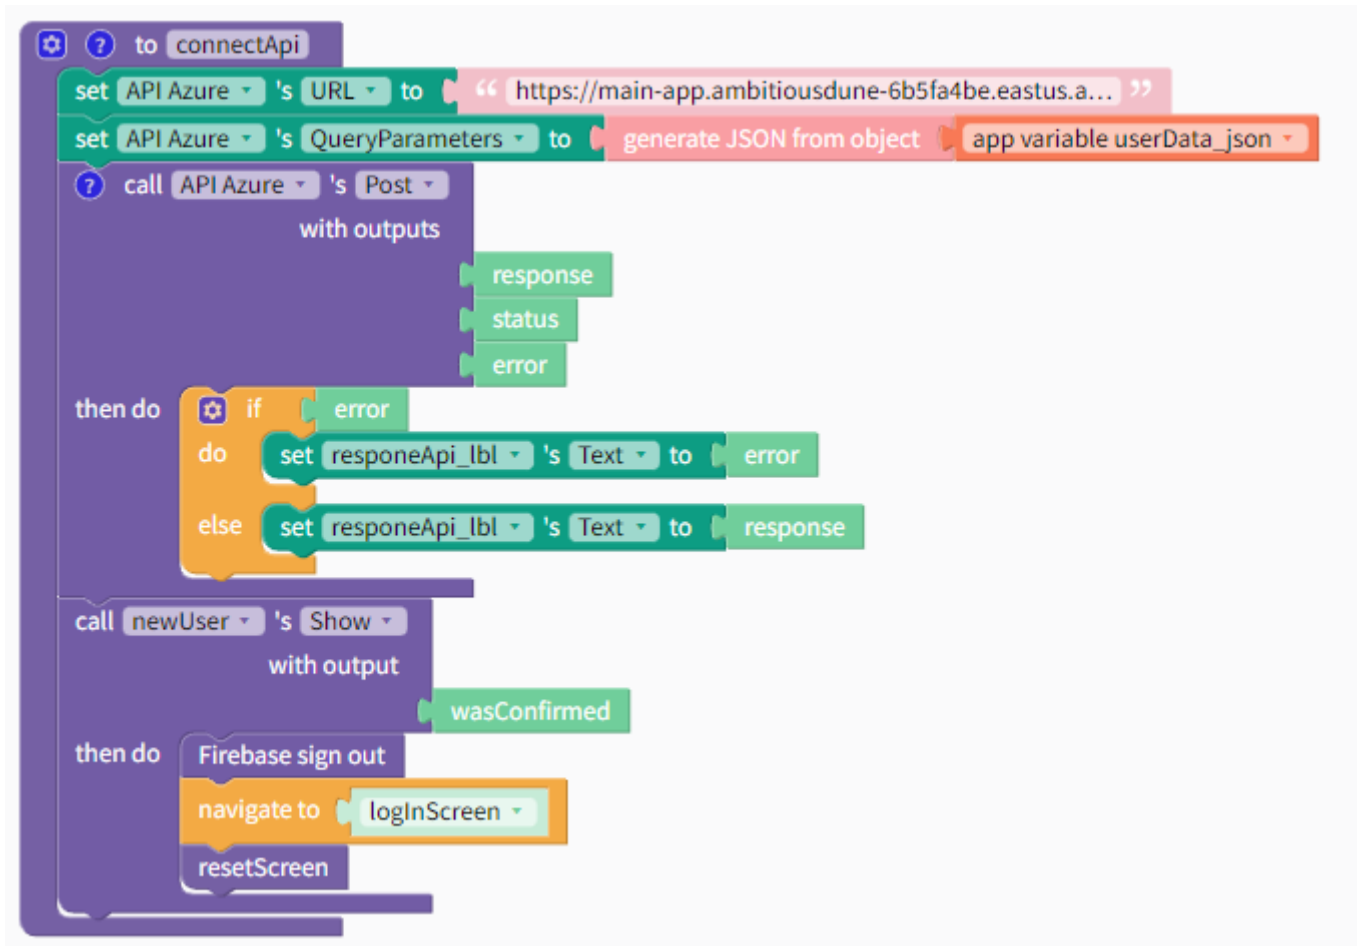 ? to connectApi
set API Azure 's URL to “ https://main-app.ambitiousdune-6b5fa4be.eastus.a... ”
set API Azure 's QueryParameters to generate JSON from object app variable userData_json
? call API Azure 's Post
with outputs
response
status
error
then do if error
do set responeApi_lbl 's Text to error
else set responeApi_lbl 's Text to response
call newUser 's Show
with output
wasConfirmed
then do Firebase sign out
navigate to logInScreen
resetScreen